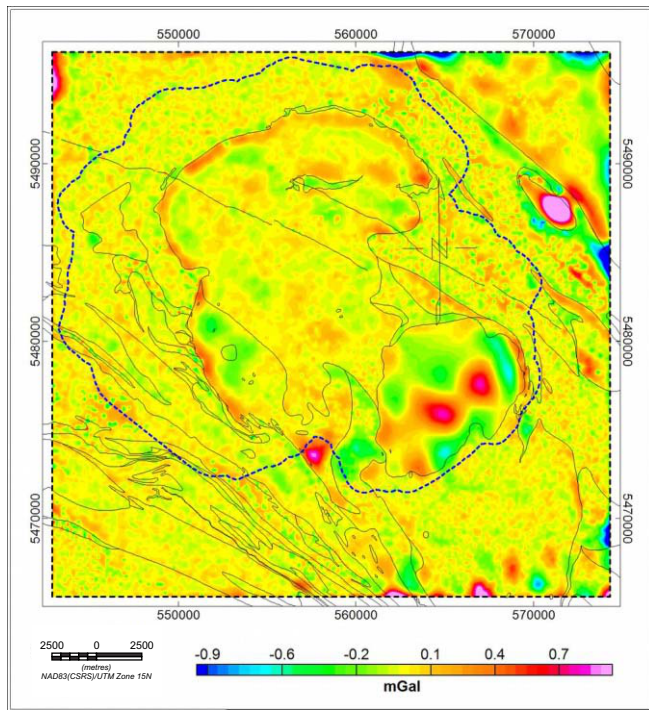 550000 560000 570000
5490000 5490000
5480000 5480000
5470000 5470000
550000 560000 570000
2500 0 2500
(metres)
NAD83(CSRS)/UTM Zone 15N
-0.9 -0.6 -0.2 0.1 0.4 0.7
mGal